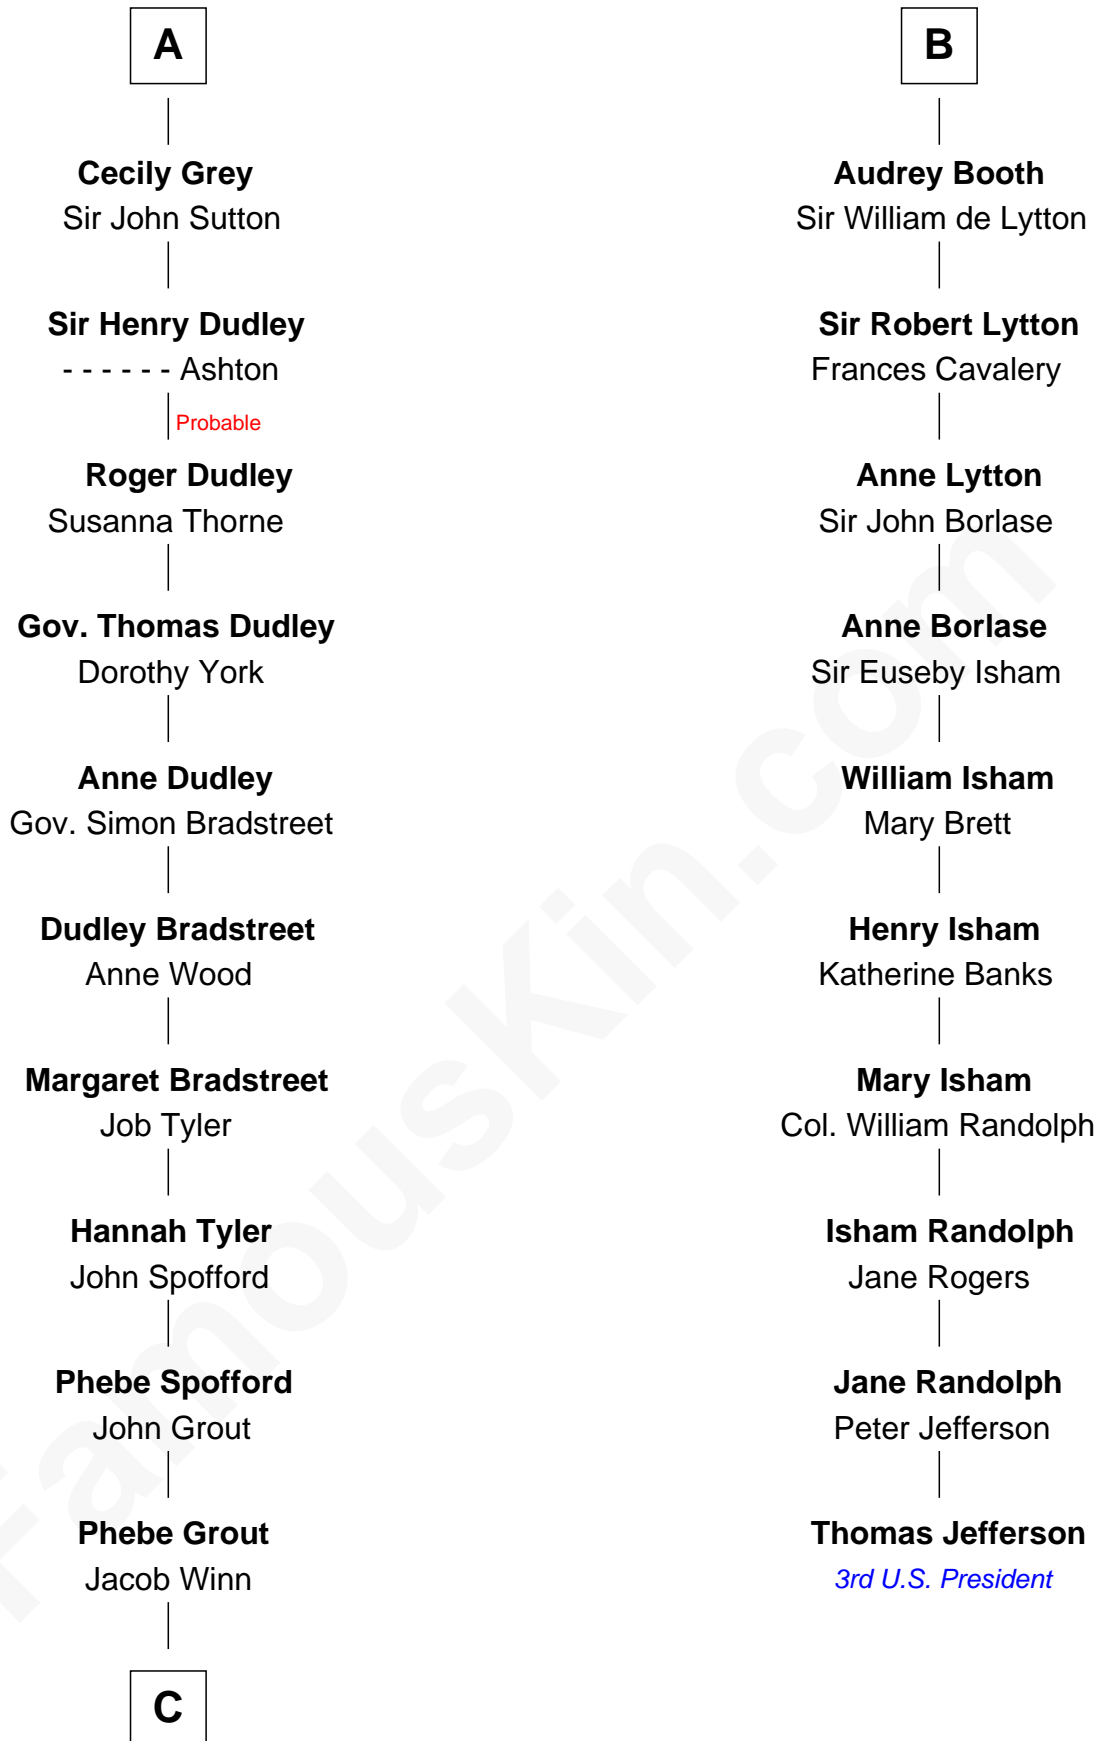 A
Cecily Grey
Sir John Sutton
Sir Henry Dudley
- - - - - - Ashton
Probable
Roger Dudley
Susanna Thorne
Gov. Thomas Dudley
Dorothy York
Anne Dudley
Gov. Simon Bradstreet
Dudley Bradstreet
Anne Wood
Margaret Bradstreet
Job Tyler
Hannah Tyler
John Spofford
Phebe Spofford
John Grout
Phebe Grout
Jacob Winn
C
B
Audrey Booth
Sir William de Lytton
Sir Robert Lytton
Frances Cavalery
Anne Lytton
Sir John Borlase
Anne Borlase
Sir Euseby Isham
William Isham
Mary Brett
Henry Isham
Katherine Banks
Mary Isham
Col. William Randolph
Isham Randolph
Jane Rogers
Jane Randolph
Peter Jefferson
Thomas Jefferson
3rd U.S. President
FamousKin.com